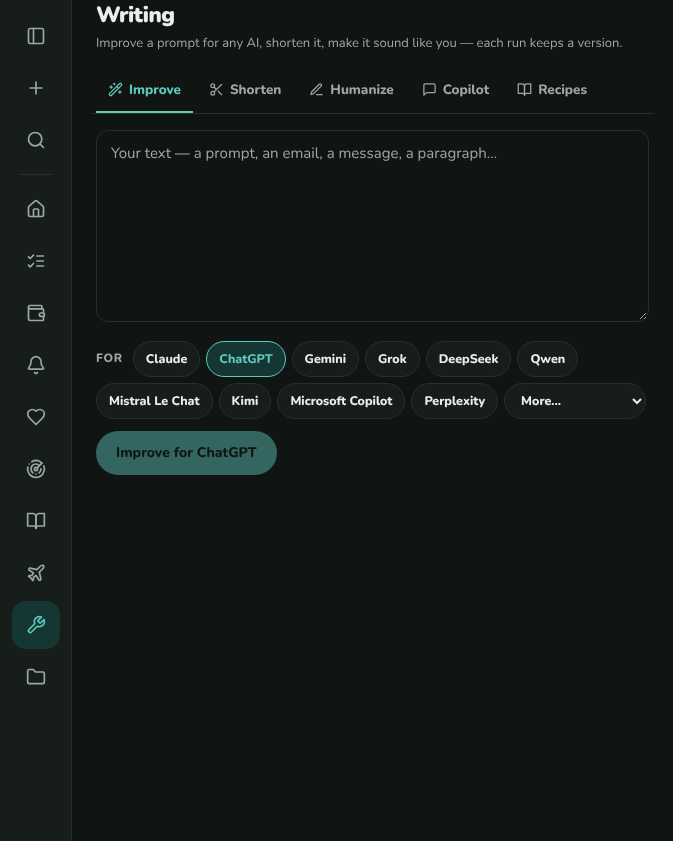 Writing
Improve a prompt for any AI, shorten it, make it sound like you — each run keeps a version.
Improve Shorten Humanize Copilot Recipes
Your text — a prompt, an email, a message, a paragraph...
FOR Claude ChatGPT Gemini Grok DeepSeek Qwen
Mistral Le Chat Kimi Microsoft Copilot Perplexity More...
Improve for ChatGPT